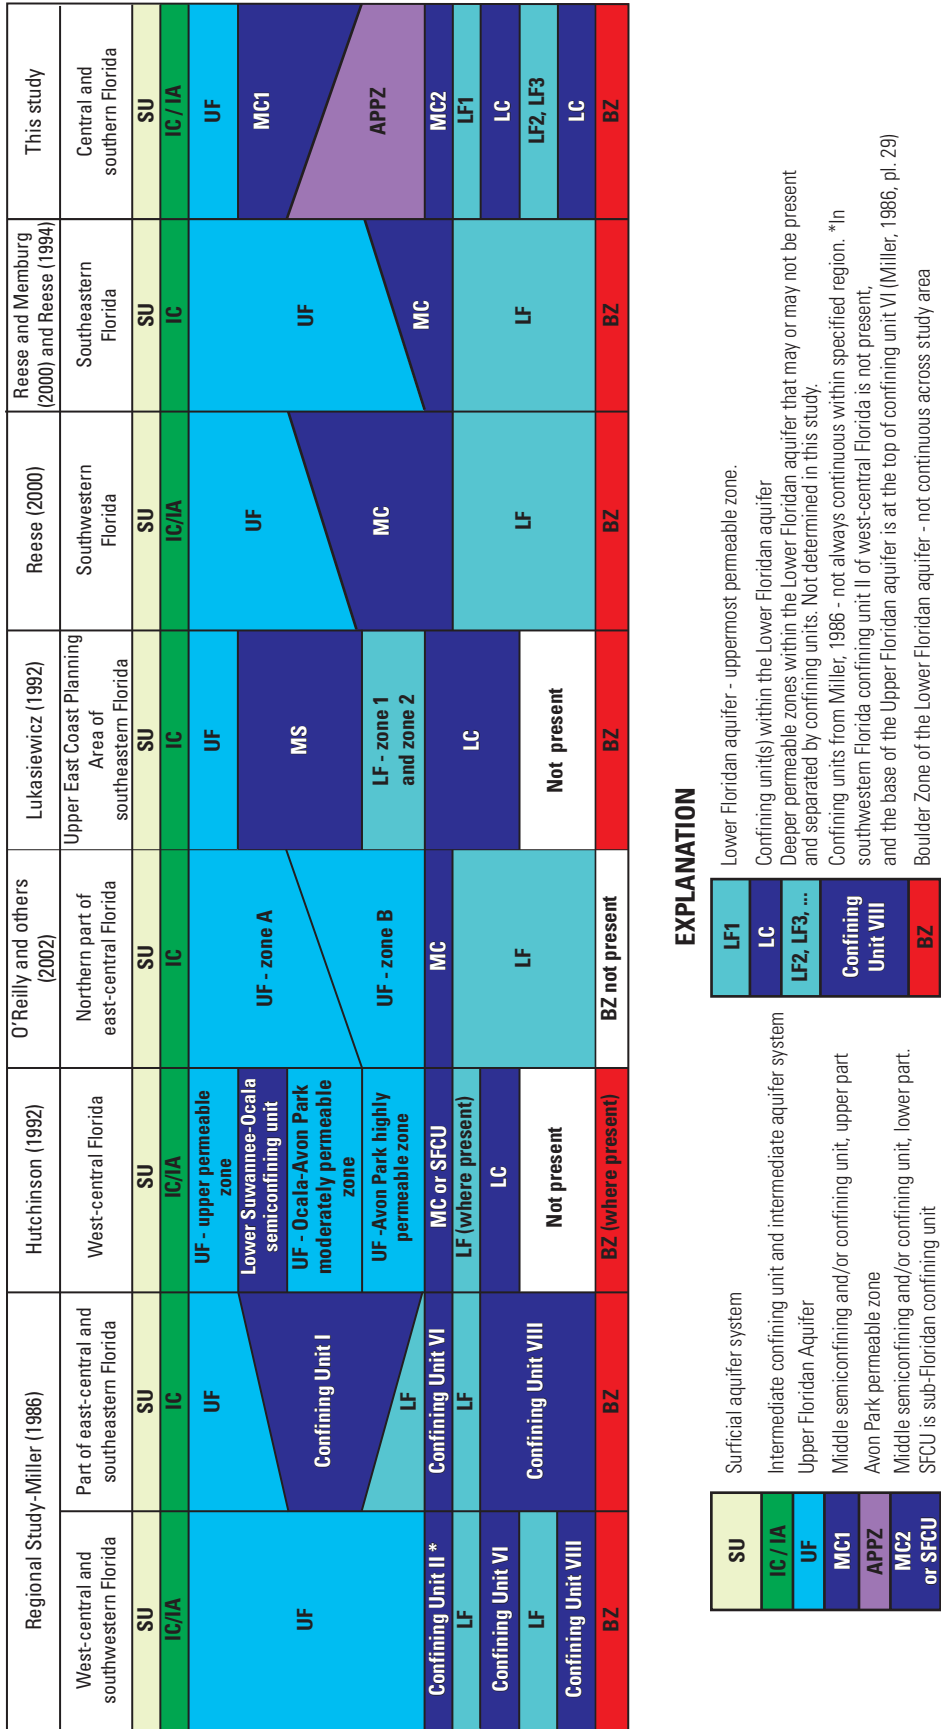 Regional Study-Miller (1986)
Hutchinson (1992)
O'Reilly and others
(2002)
Lukasiewicz (1992)
Reese (2000)
Reese and Memburg
(2000) and Reese (1994)
This study
West-central and
southwestern Florida
Part of east-central and
southeastern Florida
West-central Florida
Northern part of
east-central Florida
Upper East Coast Planning
Area of
southeastern Florida
Southwestern
Florida
Southeastern
Florida
Central and
southern Florida
SU
SU
SU
SU
SU
SU
SU
SU
IC/IA
IC
IC/IA
IC
IC
IC/IA
IC
IC / IA
UF
Confining Unit II *
LF
Confining Unit VI
LF
Confining Unit VIII
BZ
UF
Confining Unit I
LF
Confining Unit VI
LF
Confining Unit VIII
BZ
UF - upper permeable
zone
Lower Suwannee-Ocala
semiconfining unit
UF - Ocala-Avon Park
moderately permeable
zone
UF -Avon Park highly
permeable zone
MC or SFCU
LF (where present)
LC
Not present
BZ (where present)
UF - zone A
UF - zone B
MC
LF
BZ not present
UF
MS
LF - zone 1
and zone 2
LC
Not present
BZ
UF
MC
LF
BZ
UF
MC
LF
BZ
UF
MC1
APPZ
MC2
LF1
LC
LF2, LF3
LC
BZ
EXPLANATION
SU
Surficial aquifer system
IC / IA
Intermediate confining unit and intermediate aquifer system
UF
Upper Floridan Aquifer
MC1
Middle semiconfining and/or confining unit, upper part
APPZ
Avon Park permeable zone
MC2
or SFCU
Middle semiconfining and/or confining unit, lower part.
SFCU is sub-Floridan confining unit
LF1
Lower Floridan aquifer - uppermost permeable zone.
LC
Confining unit(s) within the Lower Floridan aquifer
LF2, LF3, ...
Deeper permeable zones within the Lower Floridan aquifer that may or may not be present
and separated by confining units. Not determined in this study.
Confining
Unit VIII
Confining units from Miller, 1986 - not always continuous within specified region. *In
southwestern Florida confining unit II of west-central Florida is not present,
and the base of the Upper Floridan aquifer is at the top of confining unit VI (Miller, 1986, pl. 29)
BZ
Boulder Zone of the Lower Floridan aquifer - not continuous across study area